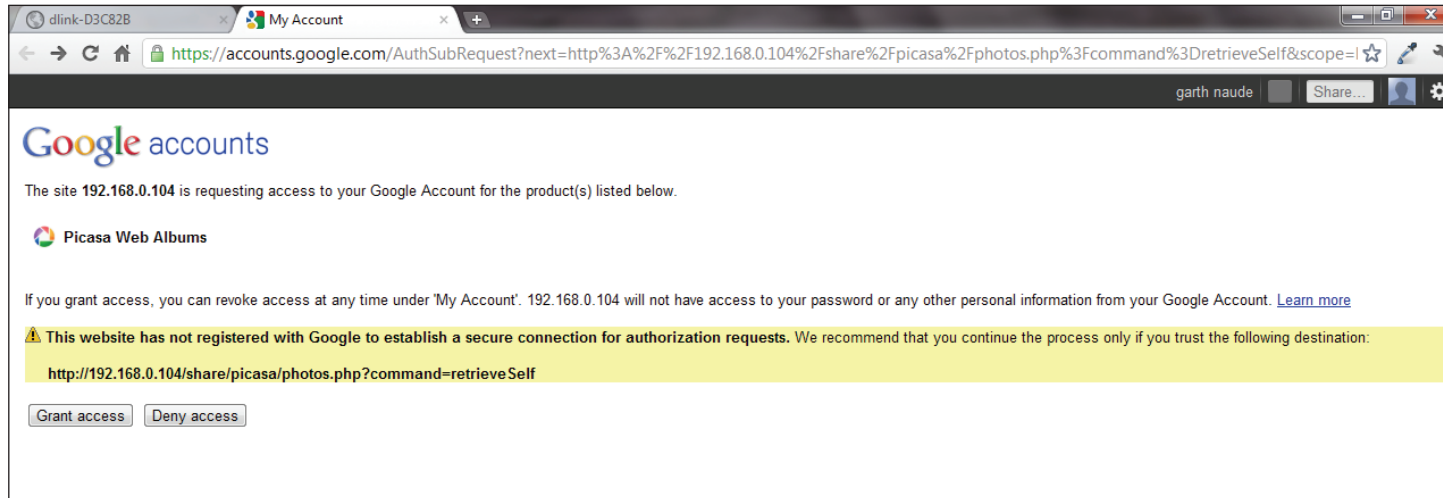 dlink-D3C82B
My Account
https://accounts.google.com/AuthSubRequest?next=http%3A%2F%2F192.168.0.104%2Fshare%2Fpicasa%2Fphotos.php%3Fcommand%3DretrieveSelf&scope=
garth naude Share...
Google accounts
The site 192.168.0.104 is requesting access to your Google Account for the product(s) listed below.
Picasa Web Albums
If you grant access, you can revoke access at any time under 'My Account'. 192.168.0.104 will not have access to your password or any other personal information from your Google Account. Learn more
This website has not registered with Google to establish a secure connection for authorization requests. We recommend that you continue the process only if you trust the following destination:
http://192.168.0.104/share/picasa/photos.php?command=retrieveSelf
Grant access Deny access